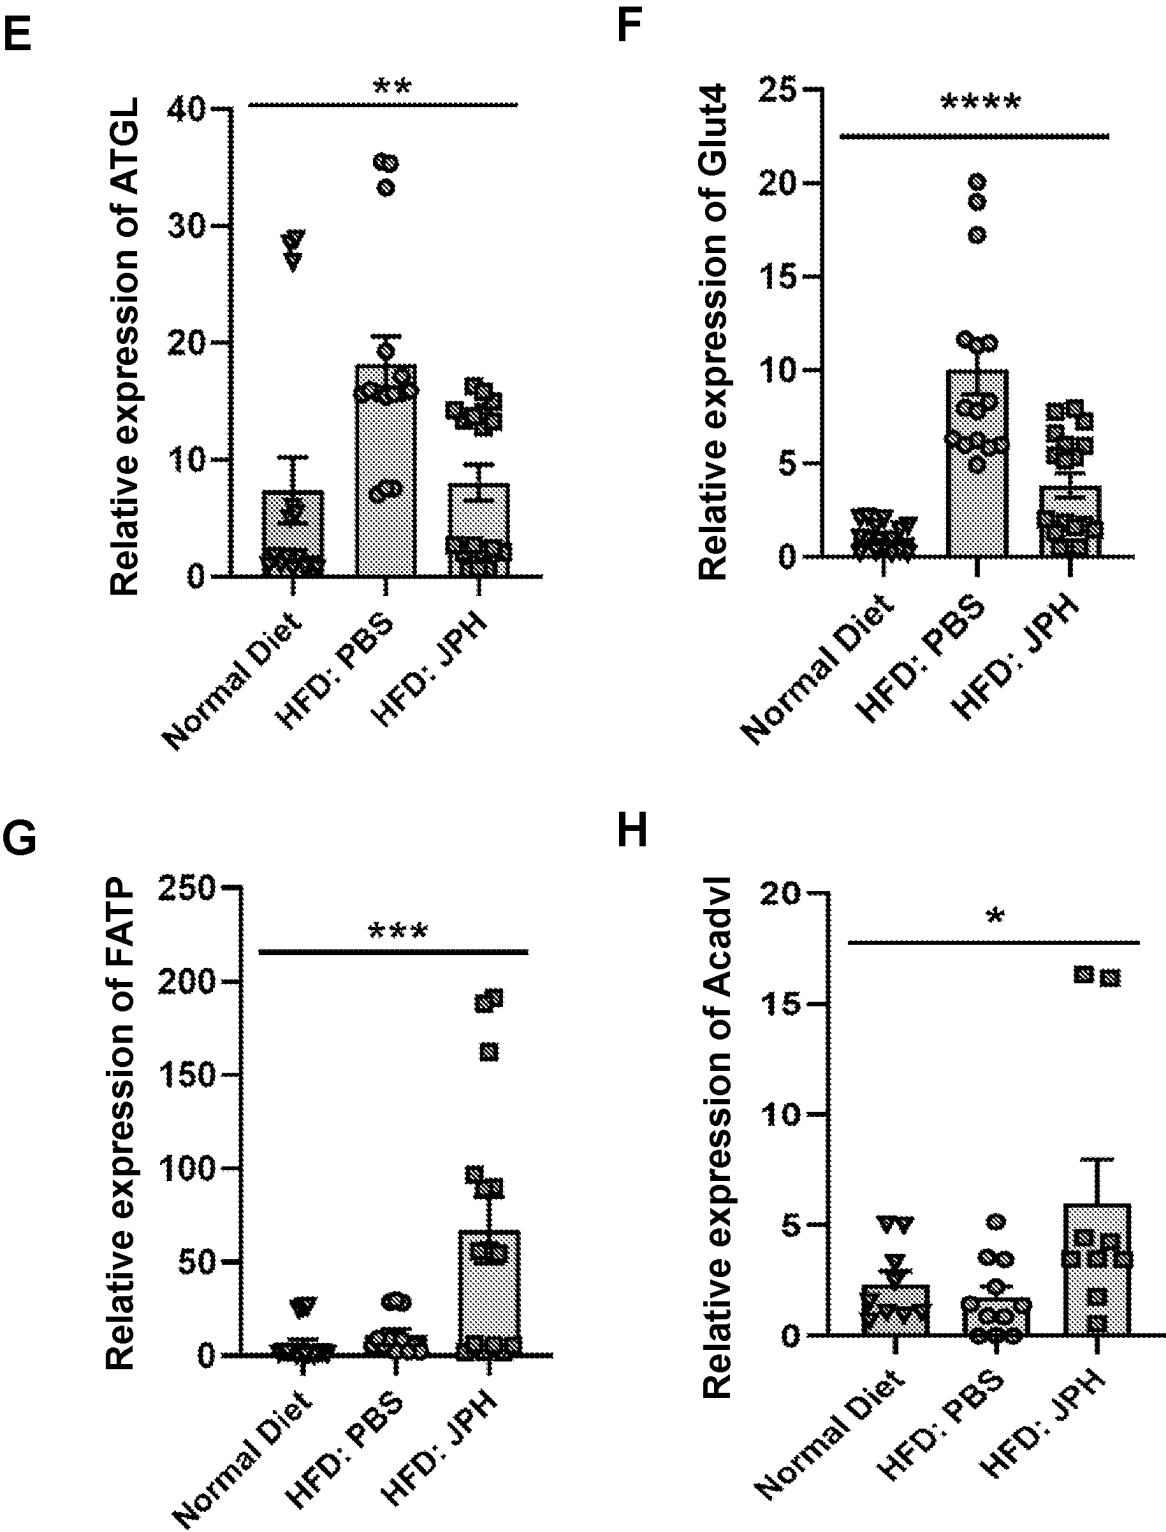 E
**
Relative expression of ATGL
40
30
20
10
0
Normal Diet
HFD: PBS
HFD: JPH
F
****
Relative expression of Glut4
25
20
15
10
5
0
Normal Diet
HFD: PBS
HFD: JPH
G
***
Relative expression of FATP
250
200
150
100
50
0
Normal Diet
HFD: PBS
HFD: JPH
H
*
Relative expression of Acadvl
20
15
10
5
0
Normal Diet
HFD: PBS
HFD: JPH